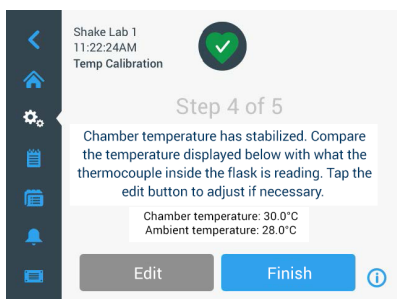 Shake Lab 1
11:22:24AM
Temp Calibration
Step 4 of 5
Chamber temperature has stabilized. Compare
the temperature displayed below with what the
thermocouple inside the flask is reading. Tap the
edit button to adjust if necessary.
Chamber temperature: 30.0°C
Ambient temperature: 28.0°C
Edit
Finish